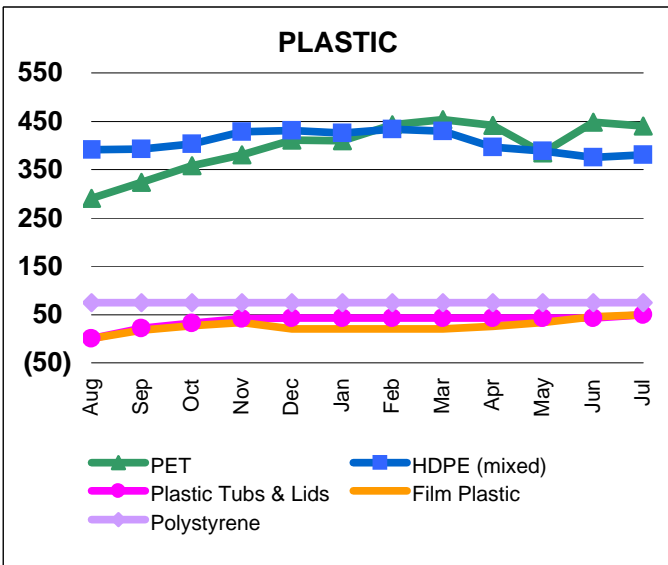 PLASTIC
550
450
350
250
150
50
(50)
Aug Sep Oct Nov Dec Jan Feb Mar Apr May Jun Jul
PET HDPE (mixed)
Plastic Tubs & Lids Film Plastic
Polystyrene